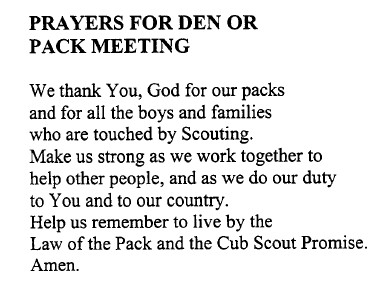 PRAYERS FOR DEN OR
PACK MEETING
We thank You, God for our packs
and for all the boys and families
who are touched by Scouting.
Make us strong as we work together to
help other people, and as we do our duty
to You and to our country.
Help us remember to live by the
Law of the Pack and the Cub Scout Promise.
Amen.